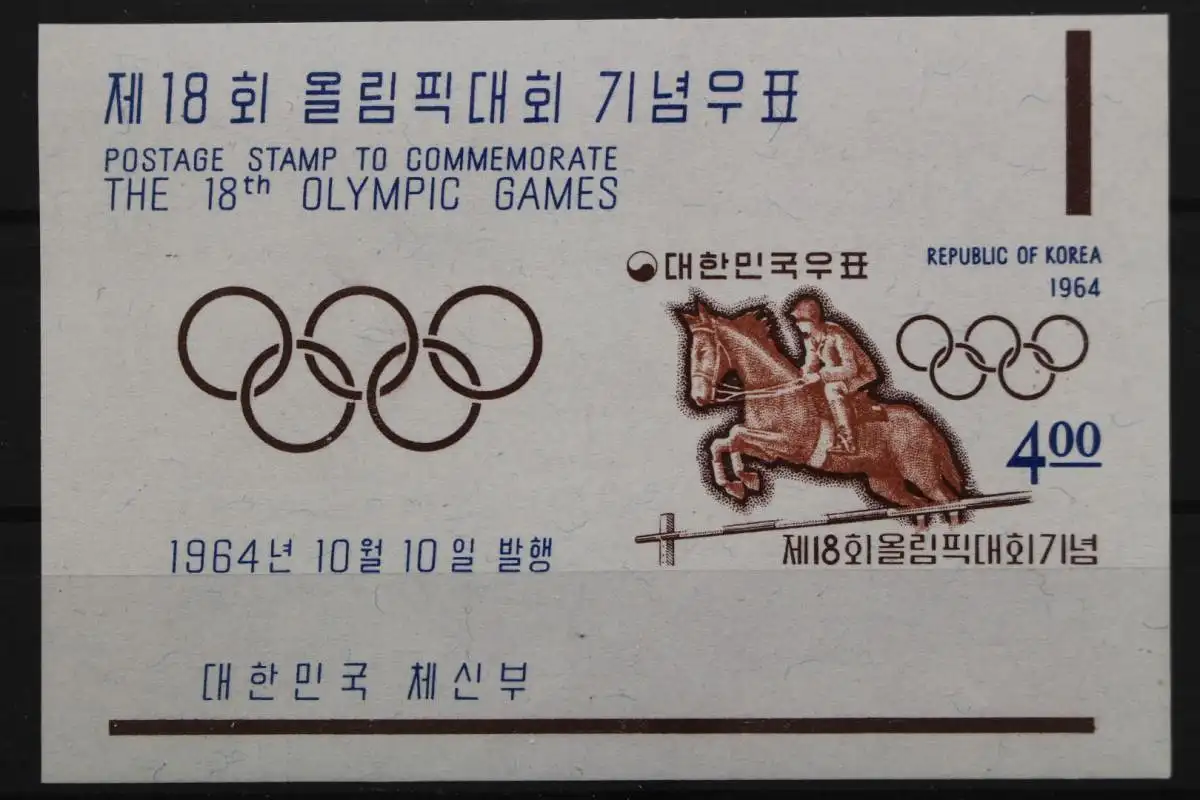 제18회 올림픽대회 기념우표
POSTAGE STAMP TO COMMEMORATE
THE 18th OLYMPIC GAMES
대한민국우표
REPUBLIC OF KOREA
1964
400
제18회올림픽대회기념
1964년 10월 10일 발행
대한민국 체신부